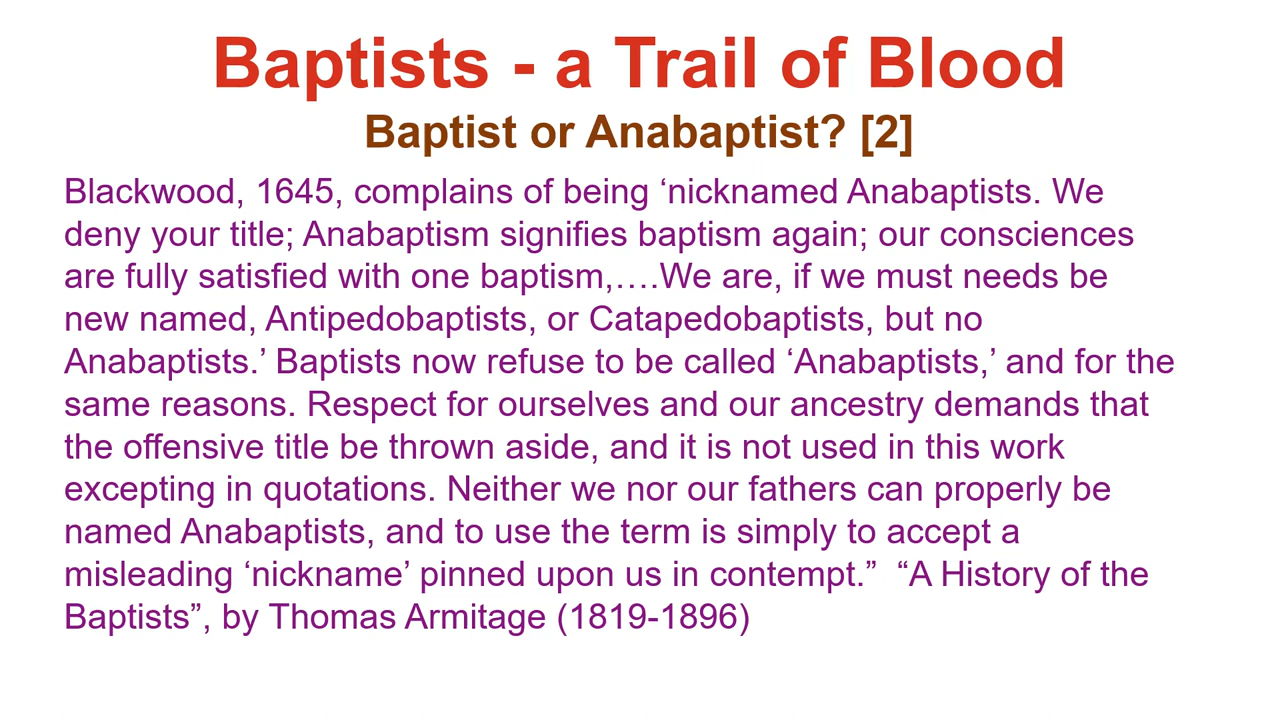 Baptists - a Trail of Blood
Baptist or Anabaptist? [2]
Blackwood, 1645, complains of being ‘nicknamed Anabaptists. We
deny your title; Anabaptism signifies baptism again; our consciences
are fully satisfied with one baptism,….We are, if we must needs be
new named, Antipedobaptists, or Catapedobaptists, but no
Anabaptists.’ Baptists now refuse to be called ‘Anabaptists,’ and for the
same reasons. Respect for ourselves and our ancestry demands that
the offensive title be thrown aside, and it is not used in this work
excepting in quotations. Neither we nor our fathers can properly be
named Anabaptists, and to use the term is simply to accept a
misleading ‘nickname’ pinned upon us in contempt.”  “A History of the
Baptists”, by Thomas Armitage (1819-1896)